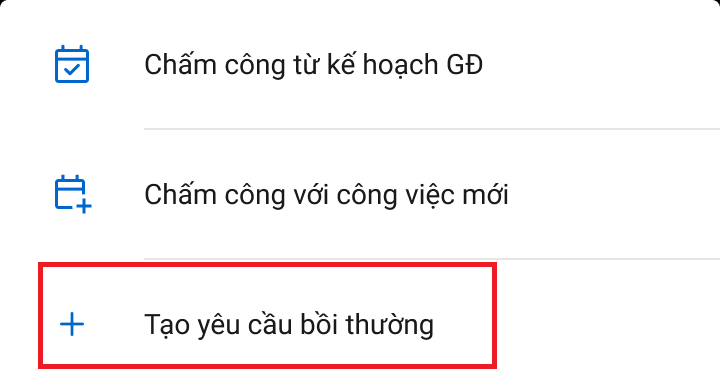 Chấm công từ kế hoạch GĐ
Chấm công với công việc mới
Tạo yêu cầu bồi thường